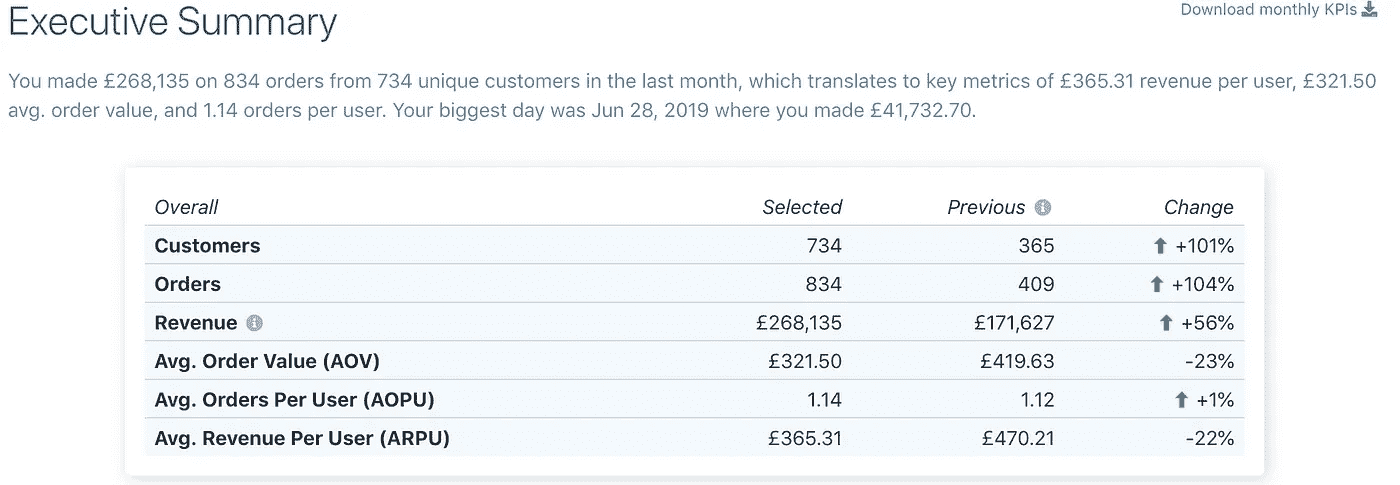 Executive Summary
Download monthly KPIs
You made £268,135 on 834 orders from 734 unique customers in the last month, which translates to key metrics of £365.31 revenue per user, £321.50
avg. order value, and 1.14 orders per user. Your biggest day was Jun 28, 2019 where you made £41,732.70.
Overall Selected Previous Change
Customers 734 365 +101%
Orders 834 409 +104%
Revenue £268,135 £171,627 +56%
Avg. Order Value (AOV) £321.50 £419.63 -23%
Avg. Orders Per User (AOPU) 1.14 1.12 +1%
Avg. Revenue Per User (ARPU) £365.31 £470.21 -22%